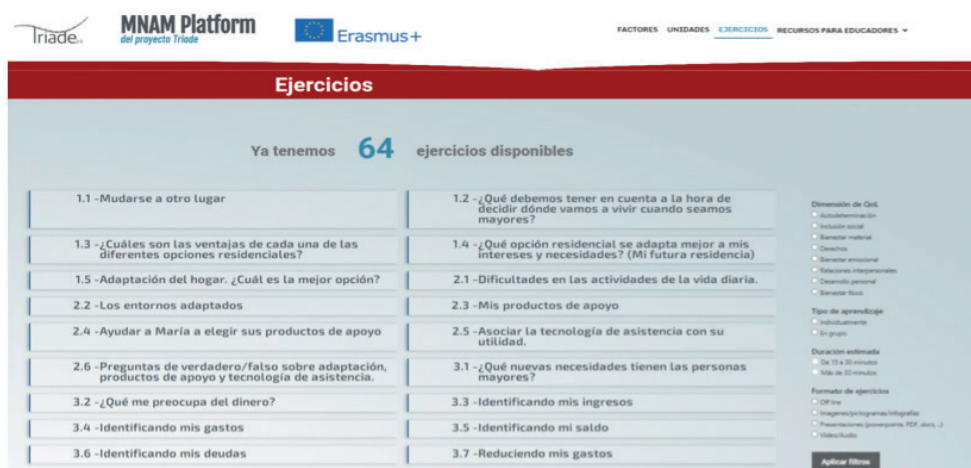 Triade
MNAM Platform
del proyecto Triade
Erasmus+
FACTORES UNIDADES EJERCICIOS RECURSOS PARA EDUCADORES
Ejercicios
Ya tenemos 64 ejercicios disponibles
1.1 -Mudarse a otro lugar
1.2 -¿Qué debemos tener en cuenta a la hora de
decidir dónde vamos a vivir cuando seamos
mayores?
1.3 -¿Cuáles son las ventajas de cada una de las
diferentes opciones residenciales?
1.4 -¿Qué opción residencial se adapta mejor a mis
intereses y necesidades? (Mi futura residencia)
1.5 -Adaptación del hogar. ¿Cuál es la mejor opción?
2.1 -Dificultades en las actividades de la vida diaria.
2.2 -Los entornos adaptados
2.3 -Mis productos de apoyo
2.4 -Ayudar a María a elegir sus productos de apoyo
2.5 -Asociar la tecnología de asistencia con su
utilidad.
2.6 -Preguntas de verdadero/falso sobre adaptación,
productos de apoyo y tecnología de asistencia.
3.1 -¿Qué nuevas necesidades tienen las personas
mayores?
3.2 -¿Qué me preocupa del dinero?
3.3 -Identificando mis ingresos
3.4 -Identificando mis gastos
3.5 -Identificando mi saldo
3.6 -Identificando mis deudas
3.7 -Reduciendo mis gastos
Dimensión de QoL
Autodeterminación
Inclusión social
Bienestar material
Derechos
Bienestar emocional
Relaciones interpersonales
Desarrollo personal
Bienestar físico
Tipo de aprendizaje
Individualmente
En grupo
Duración estimada
De 15 a 30 minutos
Más de 30 minutos
Formato de ejercicios
Off line
Imagenes/pictogramas/infografías
Presentaciones (powerpoints, PDF, docs, ..)
Video/Audio
Aplicar filtros